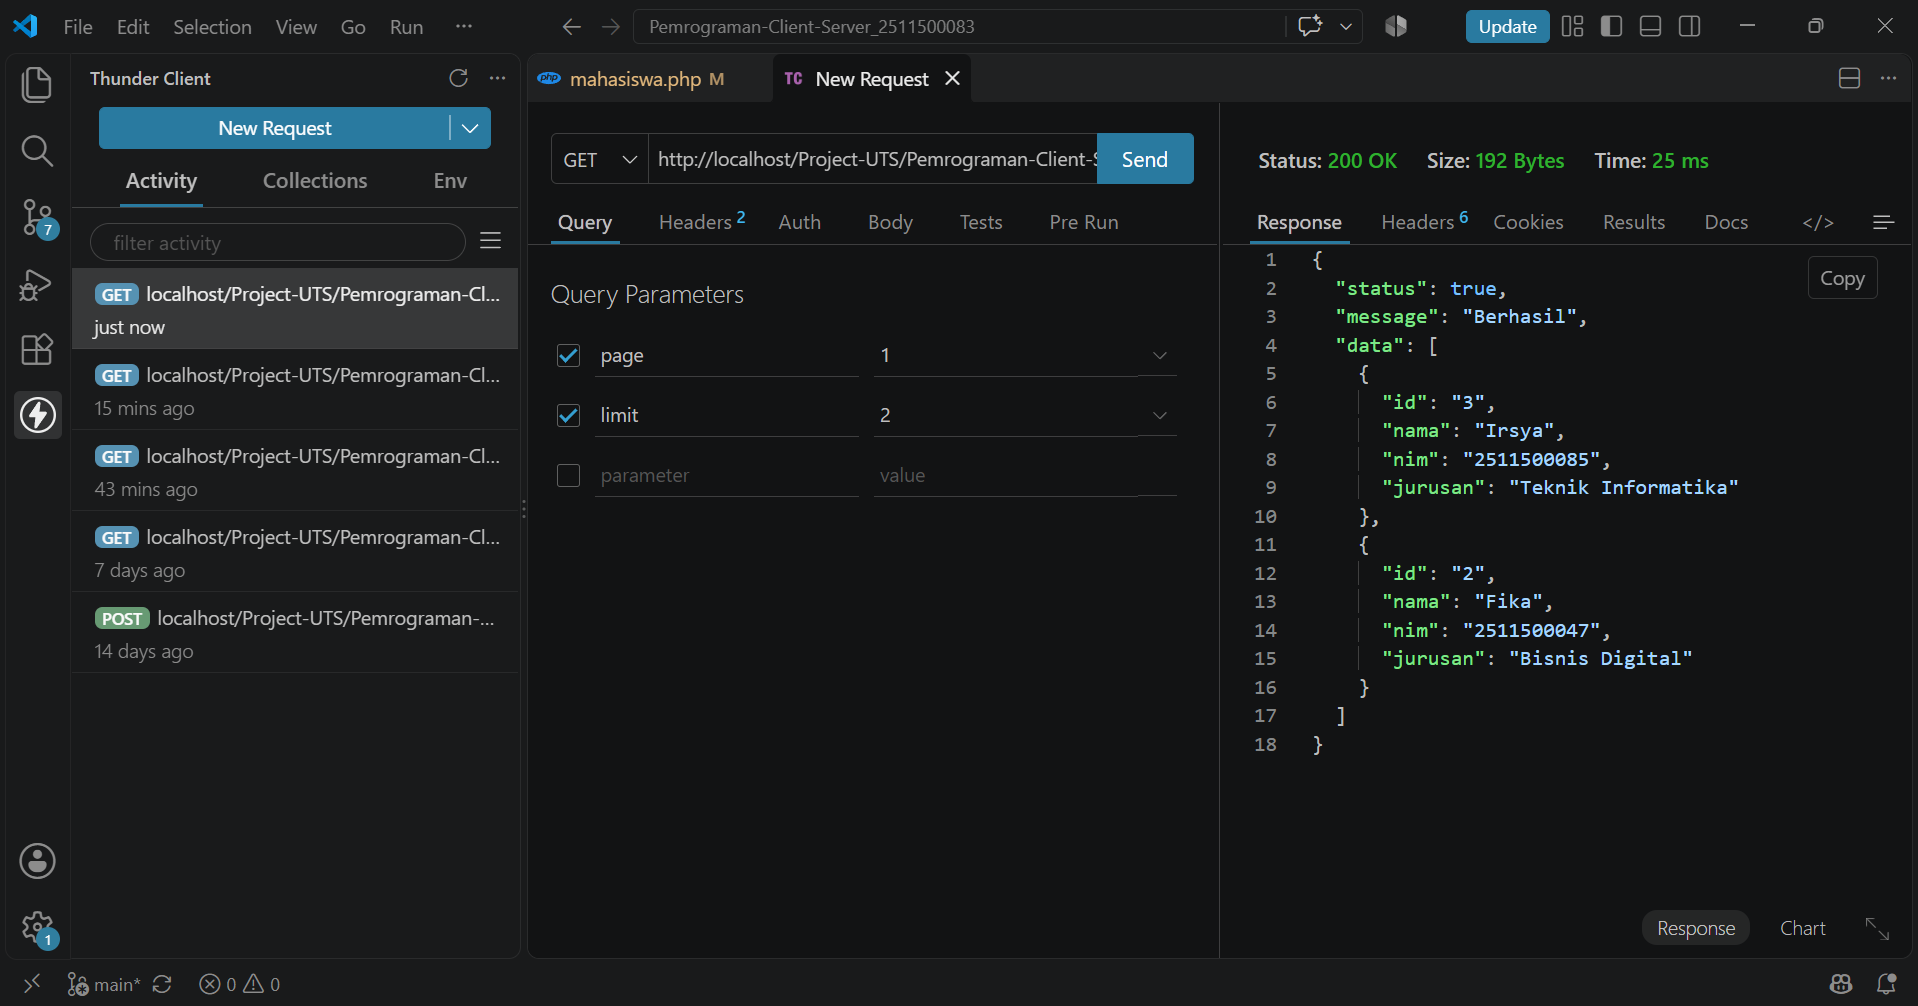 File Edit Selection View Go Run ···
Pemrograman-Client-Server_2511500083
Update
Thunder Client
New Request
Activity Collections Env
filter activity
GET localhost/Project-UTS/Pemrograman-Cl...
just now
GET localhost/Project-UTS/Pemrograman-Cl...
15 mins ago
GET localhost/Project-UTS/Pemrograman-Cl...
43 mins ago
GET localhost/Project-UTS/Pemrograman-Cl...
7 days ago
POST localhost/Project-UTS/Pemrograman-...
14 days ago
7
1
php mahasiswa.php M
TC New Request
GET http://localhost/Project-UTS/Pemrograman-Client-S Send
Query Headers 2 Auth Body Tests Pre Run
Query Parameters
page 1
limit 2
parameter value
Status: 200 OK Size: 192 Bytes Time: 25 ms
Response Headers 6 Cookies Results Docs </>
Copy
1 {
2 "status": true,
3 "message": "Berhasil",
4 "data": [
5 {
6 "id": "3",
7 "nama": "Irsya",
8 "nim": "2511500085",
9 "jurusan": "Teknik Informatika"
10 },
11 {
12 "id": "2",
13 "nama": "Fika",
14 "nim": "2511500047",
15 "jurusan": "Bisnis Digital"
16 }
17 ]
18 }
Response Chart
main* 0 0